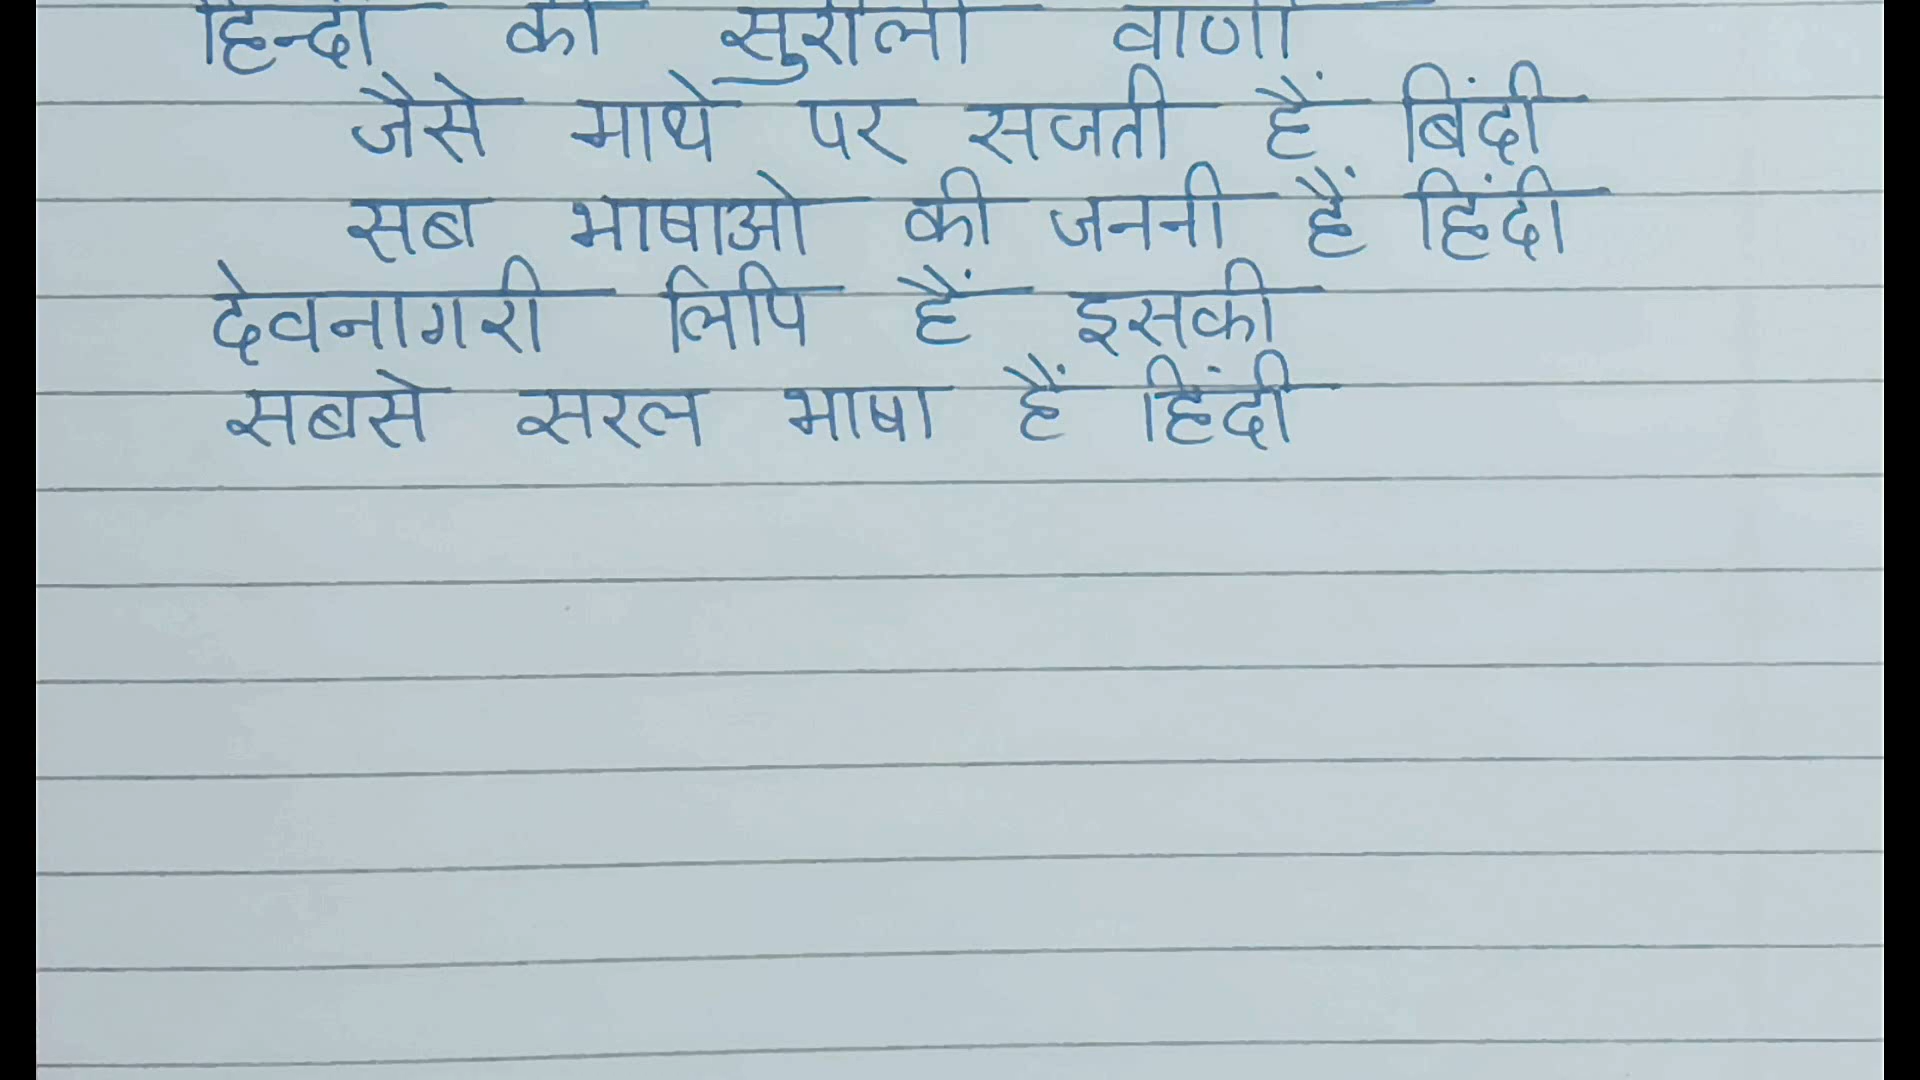 हिन्दी की सुरीली वाणी
जैसे माथे पर सजती हैं बिंदी
सब भाषाओ की जननी हैं हिंदी
देवनागरी लिपि हैं इसकी
सबसे सरल भाषा हैं हिंदी